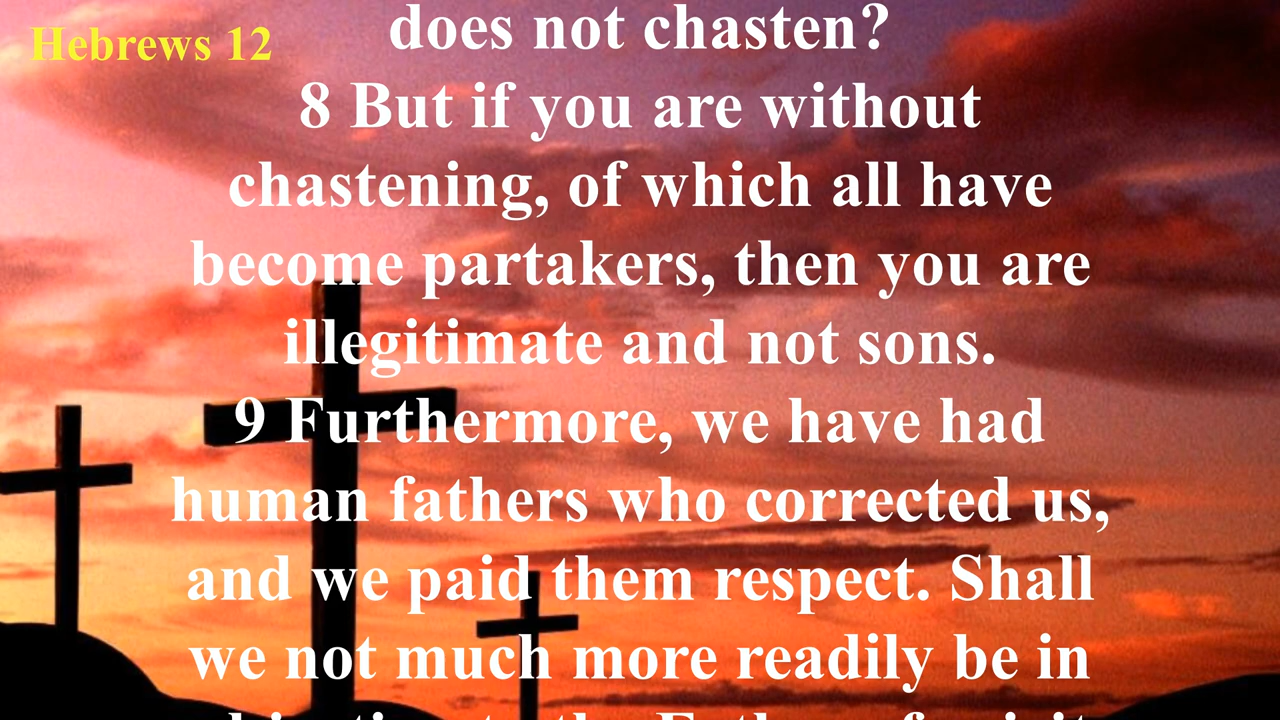 Hebrews 12
does not chasten?
8 But if you are without
chastening, of which all have
become partakers, then you are
illegitimate and not sons.
9 Furthermore, we have had
human fathers who corrected us,
and we paid them respect. Shall
we not much more readily be in